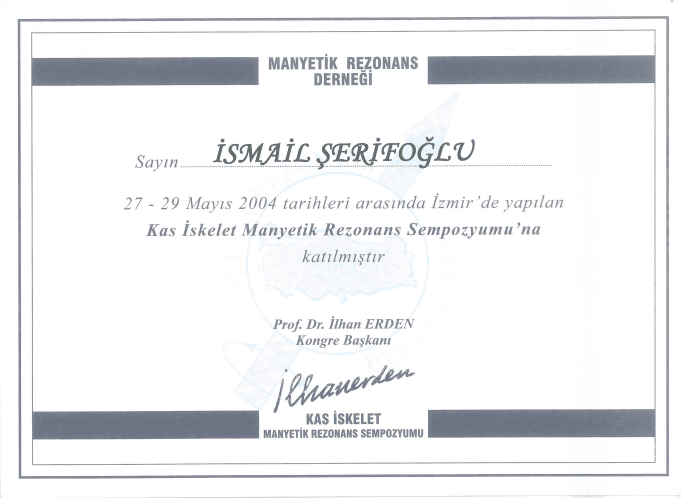 MANYETİK REZONANS
DERNEĞİ
Sayın İSMAİL ŞERİFOĞLU
27 - 29 Mayıs 2004 tarihleri arasında İzmir'de yapılan
Kas İskelet Manyetik Rezonans Sempozyumu'na
katılmıştır
Prof. Dr. İlhan ERDEN
Kongre Başkanı
İlhanerden
KAS İSKELET
MANYETİK REZONANS SEMPOZYUMU